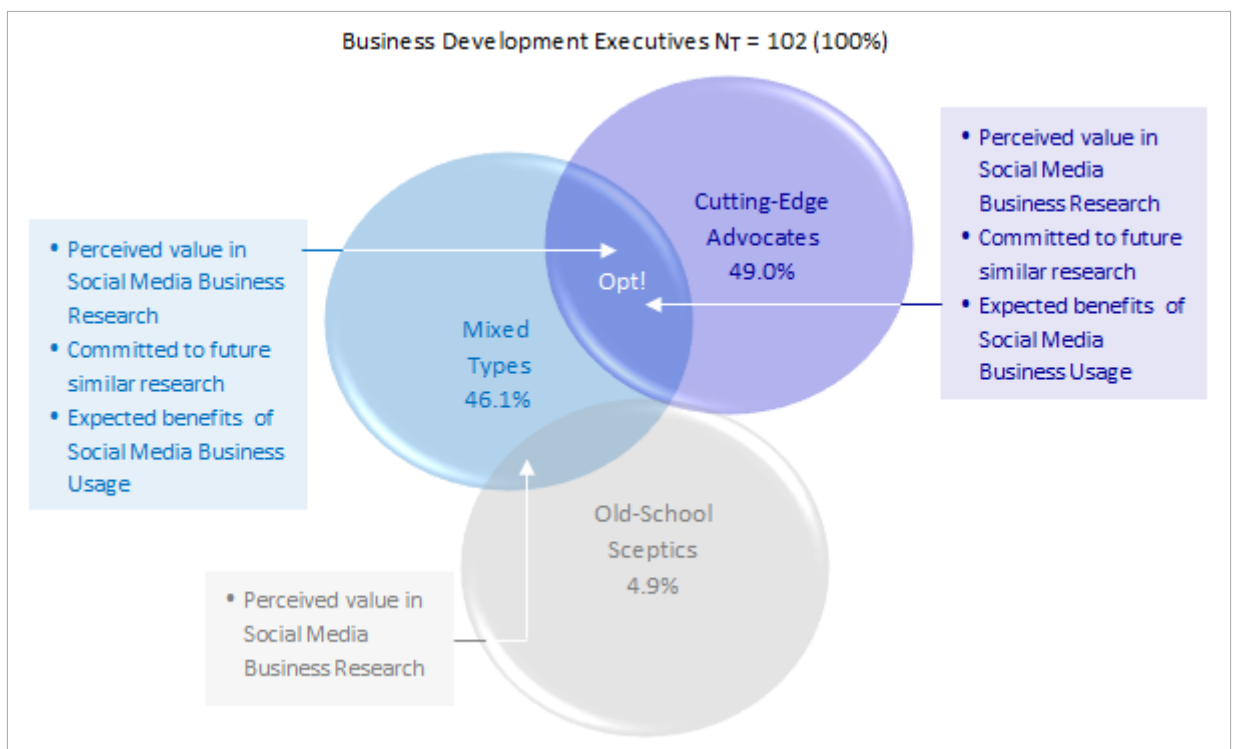 Business Development Executives NT = 102 (100%)
• Perceived value in
Social Media
Business Research
• Committed to future
similar research
• Expected benefits of
Social Media
Business Usage
Cutting-Edge
Advocates
49.0%
• Perceived value in
Social Media Business
Research
• Committed to future
similar research
• Expected benefits of
Social Media Business
Usage
Opt!
Mixed
Types
46.1%
Old-School
Sceptics
4.9%
• Perceived value in
Social Media
Business Research